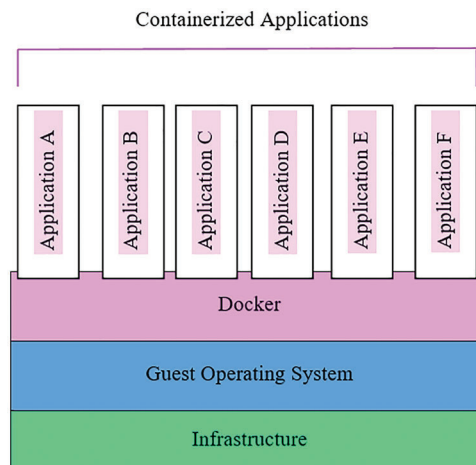 Containerized Applications
Application A
Application B
Application C
Application D
Application E
Application F
Docker
Guest Operating System
Infrastructure